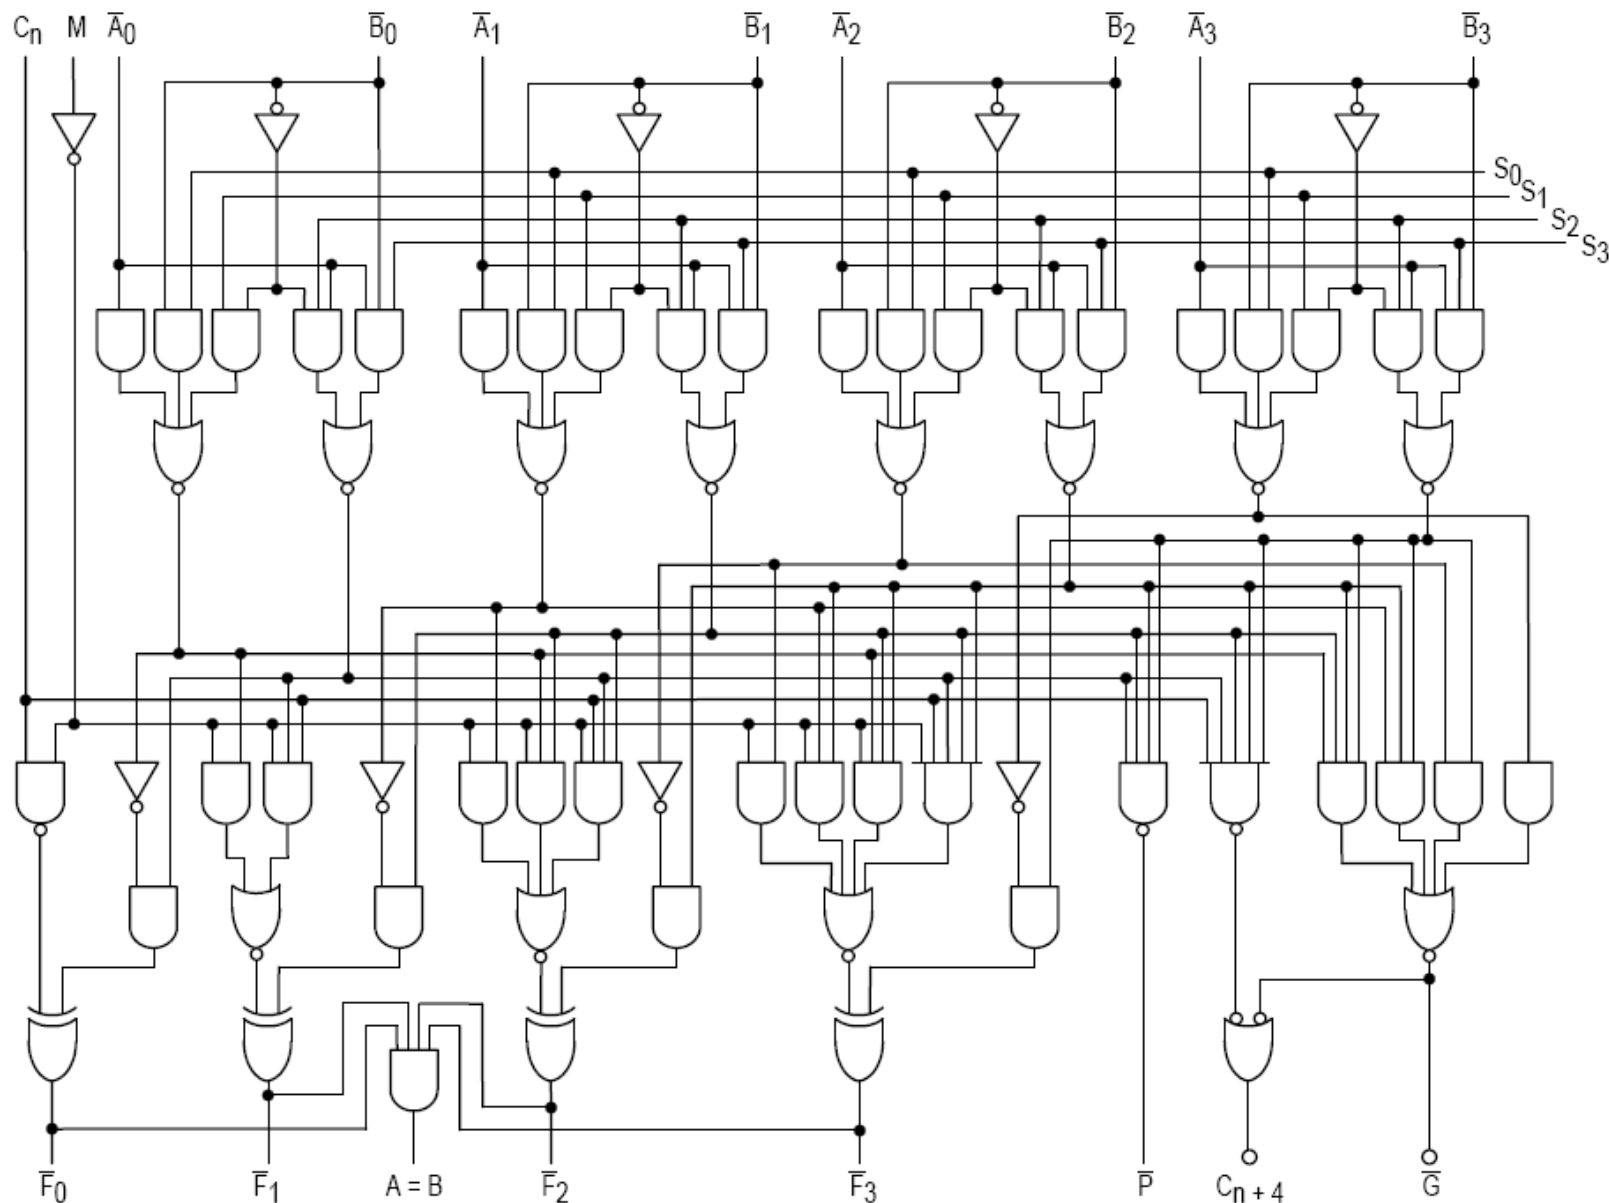 Cₙ M A̅₀ B̅₀ A̅₁ B̅₁ A̅₂ B̅₂ A̅₃ B̅₃
S₀
S₁
S₂
S₃
F̅₀ F̅₁ A = B F̅₂ F̅₃ P̅ Cₙ ₊ ₄ G̅